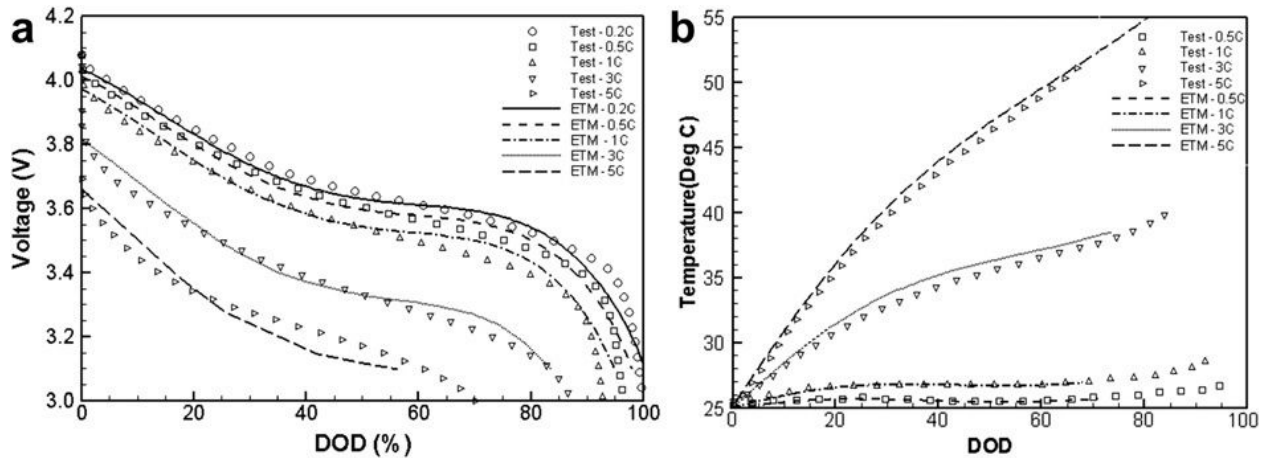 a
4.2
4.0
3.8
3.6
3.4
3.2
3.0
Voltage (V)
0
20
40
60
80
100
DOD (%)
Test - 0.2C
Test - 0.5C
Test - 1C
Test - 3C
Test - 5C
ETM - 0.2C
ETM - 0.5C
ETM - 1C
ETM - 3C
ETM - 5C
b
55
50
45
40
35
30
25
Temperature(Deg C)
0
20
40
60
80
100
DOD
Test - 0.5C
Test - 1C
Test - 3C
Test - 5C
ETM - 0.5C
ETM - 1C
ETM - 3C
ETM - 5C